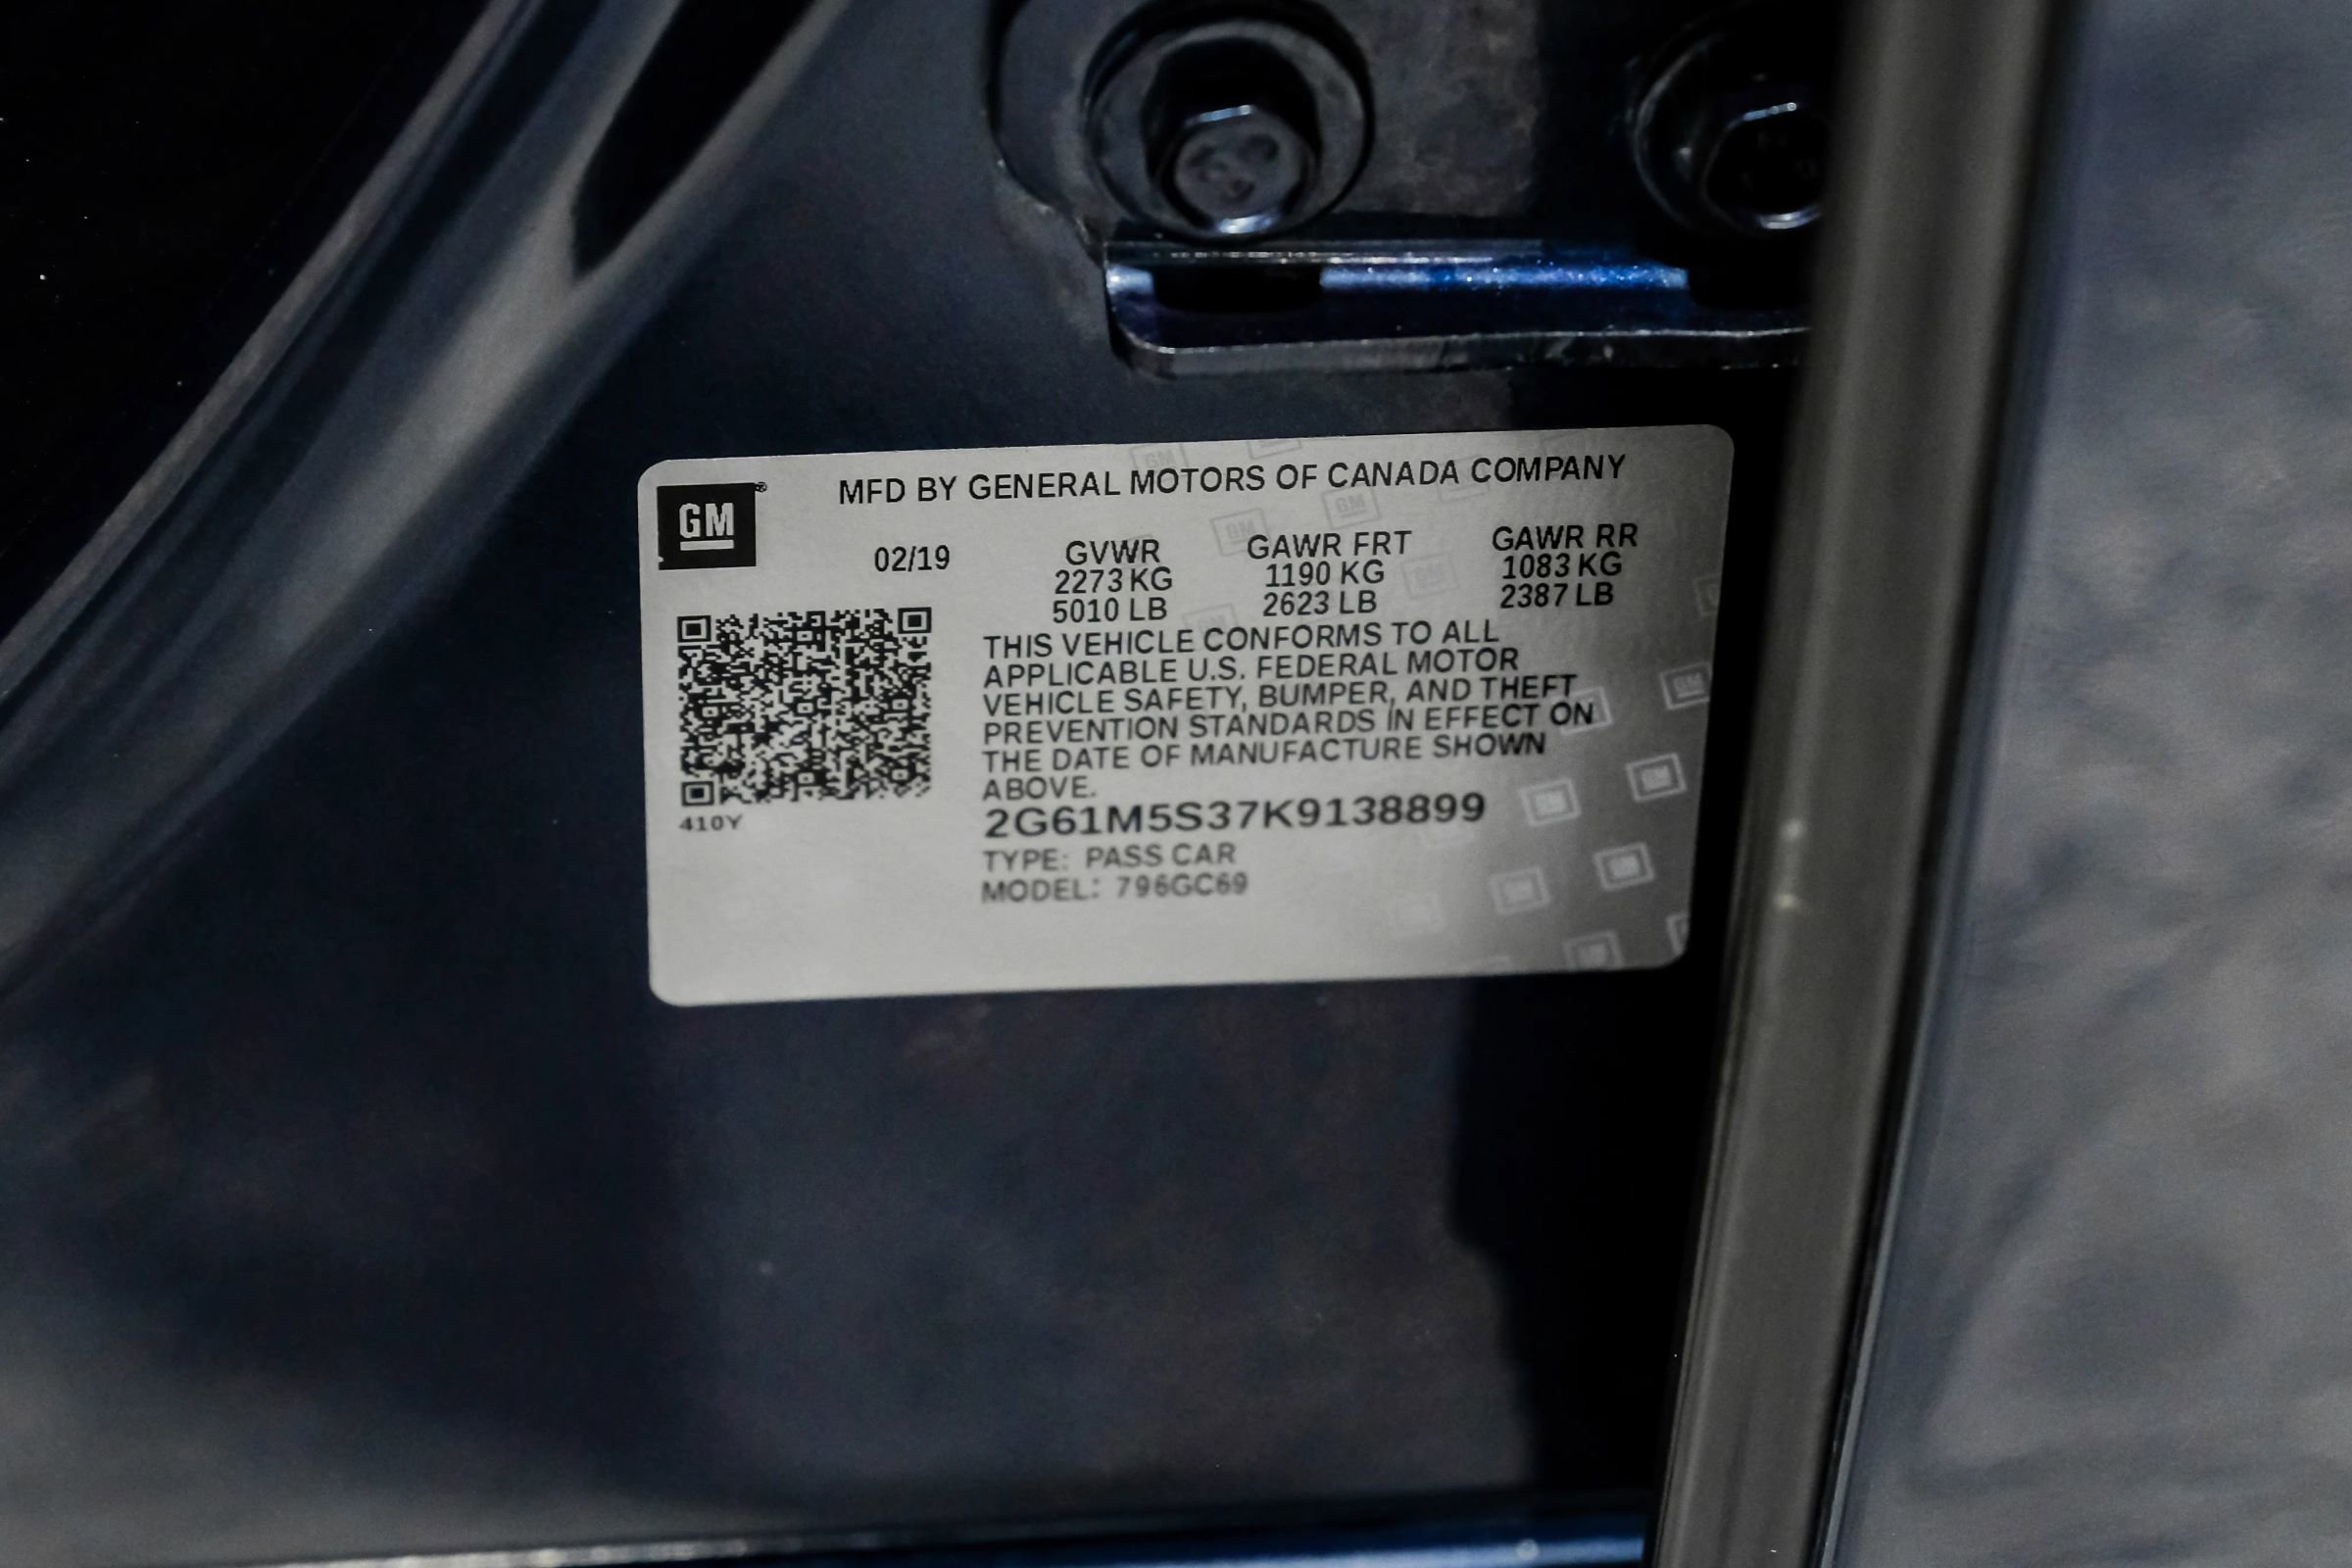 GM®
MFD BY GENERAL MOTORS OF CANADA COMPANY
02/19 GVWR GAWR FRT GAWR RR
2273 KG 1190 KG 1083 KG
5010 LB 2623 LB 2387 LB
THIS VEHICLE CONFORMS TO ALL
APPLICABLE U.S. FEDERAL MOTOR
VEHICLE SAFETY, BUMPER, AND THEFT
PREVENTION STANDARDS IN EFFECT ON
THE DATE OF MANUFACTURE SHOWN
ABOVE.
410Y
2G61M5S37K9138899
TYPE: PASS CAR
MODEL: 796GC69